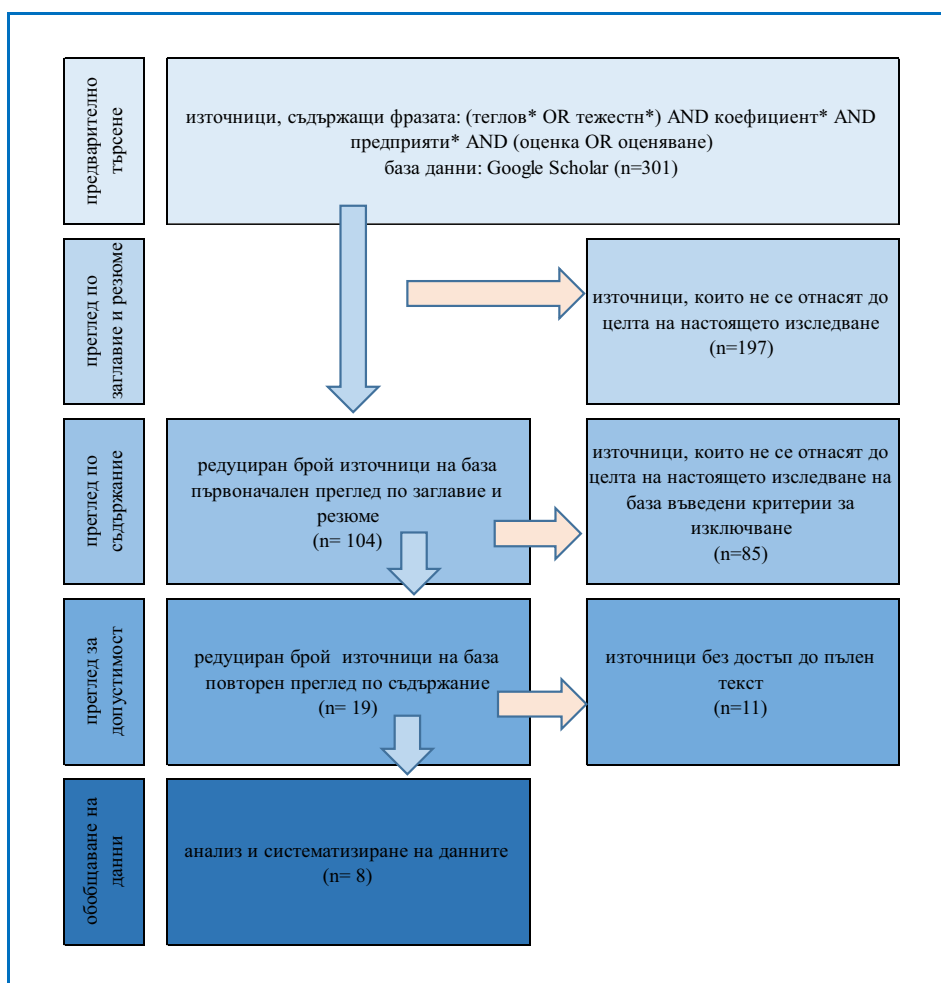 предварително
търсене
източници, съдържащи фразата: (теглов* OR тежестн*) AND коефициент* AND
предприяти* AND (оценка OR оценяване)
база данни: Google Scholar (n=301)
преглед по
заглавие и резюме
източници, които не се отнасят до
целта на настоящето изследване
(n=197)
преглед по
съдържание
редуциран брой източници на база
първоначален преглед по заглавие и
резюме
(n= 104)
източници, които не се отнасят до
целта на настоящето изследване на
база въведени критерии за
изключване
(n=85)
преглед за
допустимост
редуциран брой  източници на база
повторен преглед по съдържание
(n= 19)
източници без достъп до пълен
текст
(n=11)
обобщаване на
данни
анализ и систематизиране на данните
(n= 8)